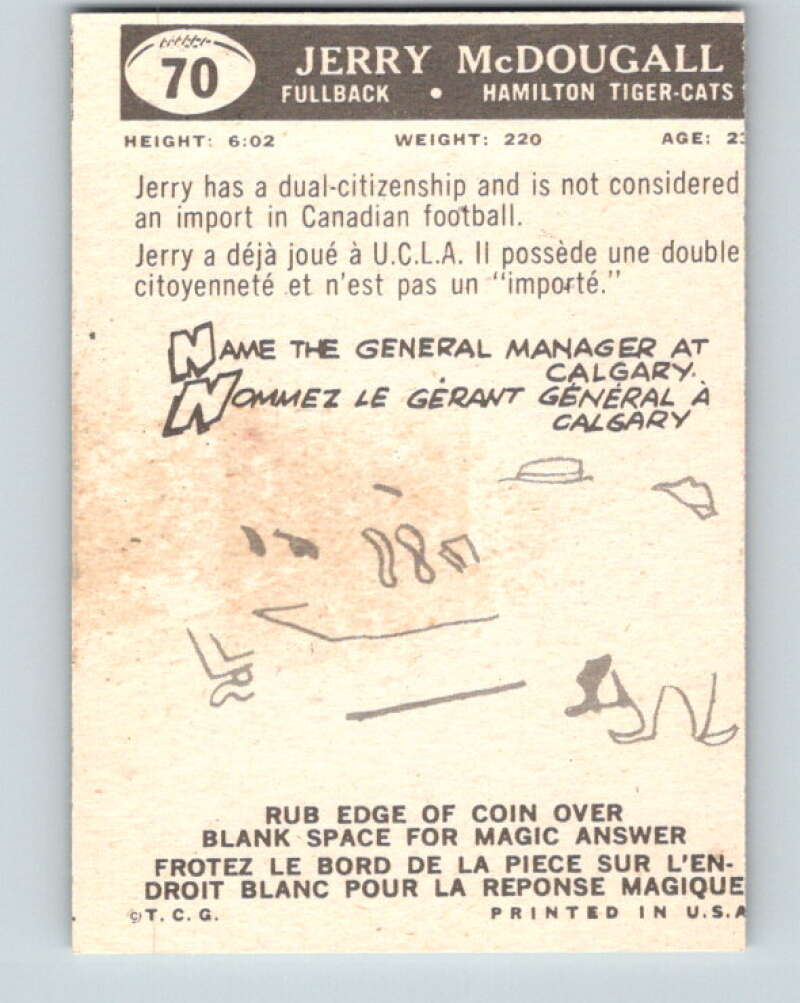 70
JERRY McDOUGALL
FULLBACK • HAMILTON TIGER-CATS
HEIGHT: 6:02 WEIGHT: 220 AGE: 23
Jerry has a dual-citizenship and is not considered
an import in Canadian football.
Jerry a déjà joué à U.C.L.A. Il possède une double
citoyenneté et n'est pas un “importé.”
NAME THE GENERAL MANAGER AT
CALGARY.
NOMMEZ LE GÉRANT GÉNÉRAL À
CALGARY
RUB EDGE OF COIN OVER
BLANK SPACE FOR MAGIC ANSWER
FROTEZ LE BORD DE LA PIECE SUR L'EN-
DROIT BLANC POUR LA REPONSE MAGIQUE
©T.C.G. PRINTED IN U.S.A